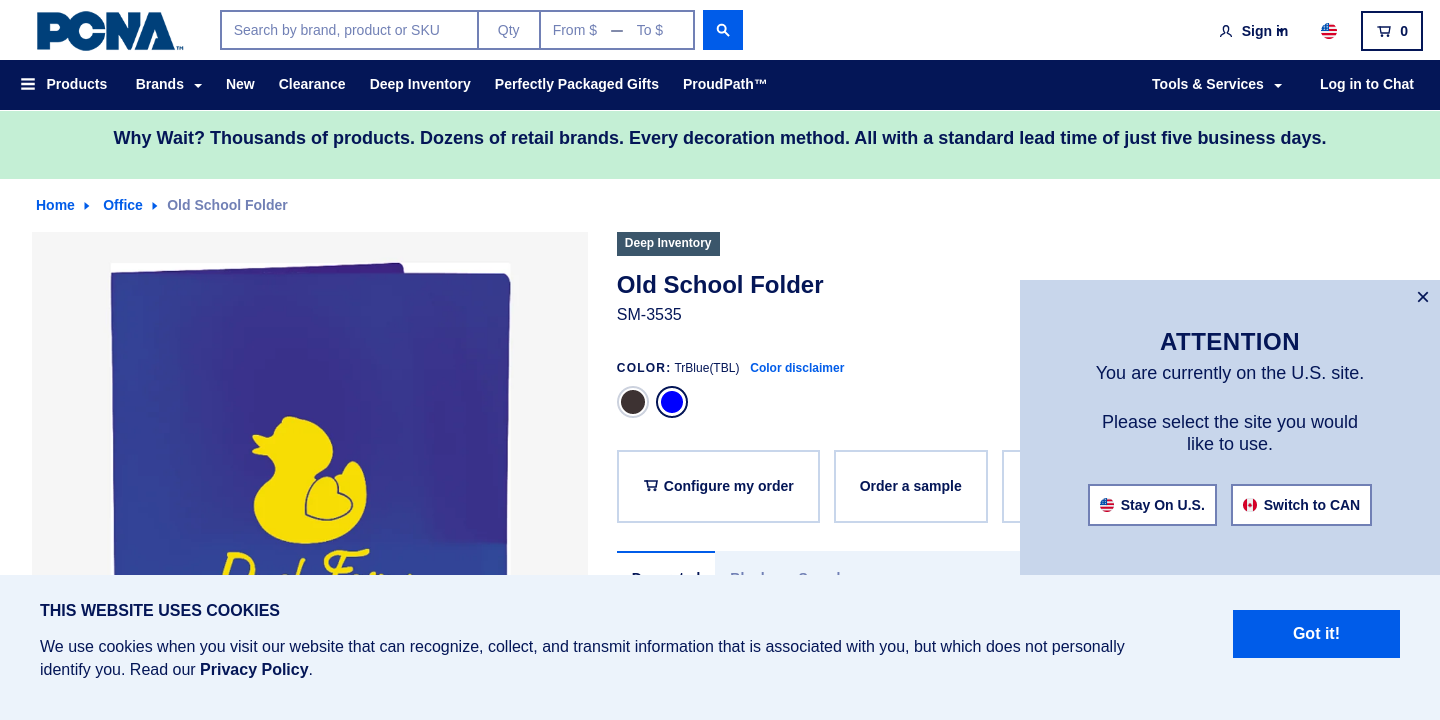 PCNA™
Search by brand, product or SKU
Qty
From $ — To $
Sign in
0
Products
Brands
New
Clearance
Deep Inventory
Perfectly Packaged Gifts
ProudPath™
Tools & Services
Log in to Chat
Why Wait? Thousands of products. Dozens of retail brands. Every decoration method. All with a standard lead time of just five business days.
Home
Office
Old School Folder
Deep Inventory
Old School Folder
SM-3535
COLOR: TrBlue(TBL) Color disclaimer
Configure my order
Order a sample
×
ATTENTION
You are currently on the U.S. site.
Please select the site you would
like to use.
Stay On U.S.
Switch to CAN
THIS WEBSITE USES COOKIES
We use cookies when you visit our website that can recognize, collect, and transmit information that is associated with you, but which does not personally
identify you. Read our Privacy Policy.
Got it!